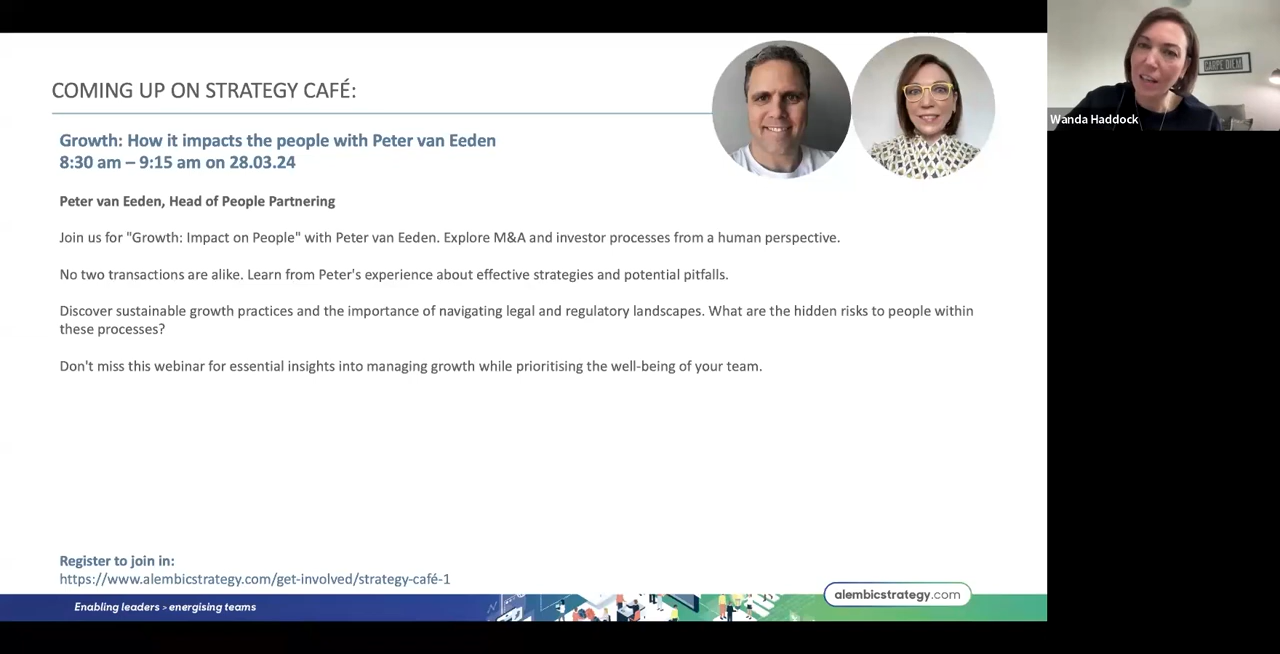 COMING UP ON STRATEGY CAFÉ:
Growth: How it impacts the people with Peter van Eeden
8:30 am – 9:15 am on 28.03.24
Peter van Eeden, Head of People Partnering
Join us for "Growth: Impact on People" with Peter van Eeden. Explore M&A and investor processes from a human perspective.
No two transactions are alike. Learn from Peter's experience about effective strategies and potential pitfalls.
Discover sustainable growth practices and the importance of navigating legal and regulatory landscapes. What are the hidden risks to people within
these processes?
Don't miss this webinar for essential insights into managing growth while prioritising the well-being of your team.
Register to join in:
https://www.alembicstrategy.com/get-involved/strategy-café-1
Enabling leaders > energising teams
alembicstrategy.com
CARPE DIEM
Wanda Haddock